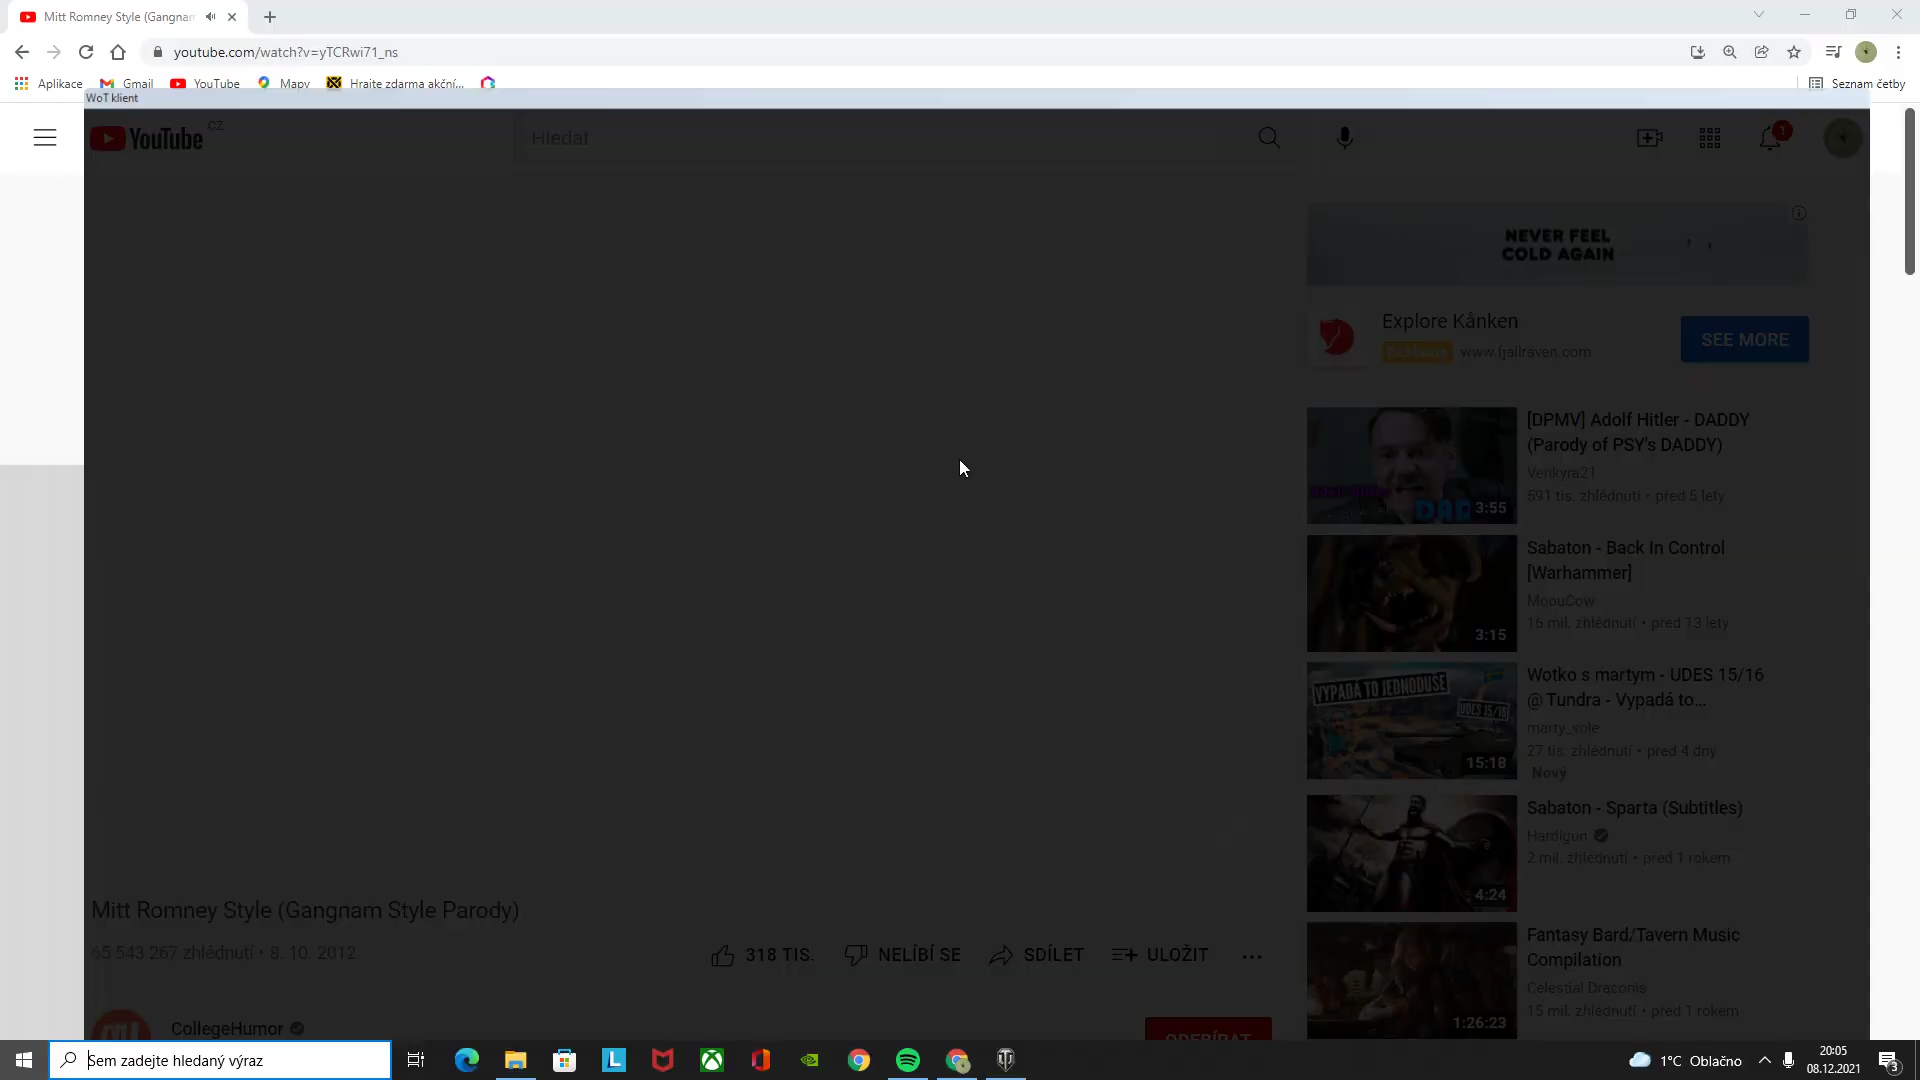 Mitt Romney Style (Gangnam
youtube.com/watch?v=yTCRwi71_ns
Aplikace
Gmail
YouTube
Mapy
Hrajte zdarma akční...
Seznam četby
WoT klient
YouTube CZ
Hledat
1
NEVER FEEL
COLD AGAIN
Explore Kånken
Reklama www.fjallraven.com
SEE MORE
[DPMV] Adolf Hitler - DADDY
(Parody of PSY's DADDY)
Venkyra21
591 tis. zhlédnutí • před 5 lety
3:55
Sabaton - Back In Control
[Warhammer]
MoouCow
16 mil. zhlédnutí • před 13 lety
3:15
VYPADÁ TO JEDNODUŠE
UDES 15/16
15:18
Wotko s martym - UDES 15/16
@ Tundra - Vypadá to...
marty_vole
27 tis. zhlédnutí • před 4 dny
Nový
Sabaton - Sparta (Subtitles)
Hardigun
2 mil. zhlédnutí • před 1 rokem
4:24
Mitt Romney Style (Gangnam Style Parody)
65 543 267 zhlédnutí • 8. 10. 2012
318 TIS.
NELÍBÍ SE
SDÍLET
ULOŽIT
Fantasy Bard/Tavern Music
Compilation
Celestial Draconis
15 mil. zhlédnutí • před 1 rokem
1:26:23
CollegeHumor
ODEBÍRAT
Sem zadejte hledaný výraz
1°C Oblačno
20:05
08.12.2021
3